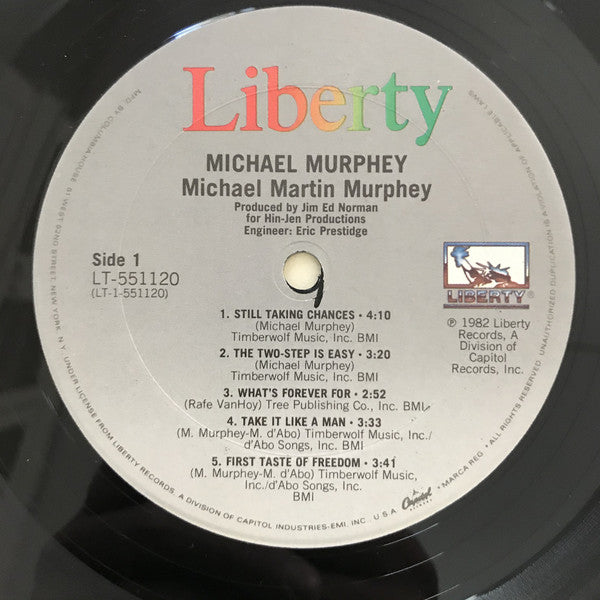 Liberty
MICHAEL MURPHEY
Michael Martin Murphey
Produced by Jim Ed Norman
for Hin-Jen Productions
Engineer: Eric Prestidge
Side 1
LT-551120
(LT-1-551120)
LIBERTY®
℗ 1982 Liberty
Records, A
Division of
Capitol
Records, Inc.
1. STILL TAKING CHANCES • 4:10
(Michael Murphey)
Timberwolf Music, Inc. BMI
2. THE TWO-STEP IS EASY • 3:20
(Michael Murphey)
Timberwolf Music, Inc. BMI
3. WHAT'S FOREVER FOR • 2:52
(Rafe VanHoy) Tree Publishing Co., Inc. BMI
4. TAKE IT LIKE A MAN • 3:33
(M. Murphey-M. d'Abo) Timberwolf Music, Inc./
d'Abo Songs, Inc. BMI
5. FIRST TASTE OF FREEDOM • 3:41
(M. Murphey-M. d'Abo) Timberwolf Music,
Inc./d'Abo Songs, Inc.
BMI
MFG. BY COLUMBIA HOUSE 51 WEST 52ND STREET, NEW YORK, N.Y. UNDER LICENSE FROM LIBERTY RECORDS, A DIVISION OF CAPITOL INDUSTRIES-EMI, INC. U.S.A.
Capitol
MARCA REG. • ALL RIGHTS RESERVED. UNAUTHORIZED DUPLICATION IS A VIOLATION OF APPLICABLE LAWS